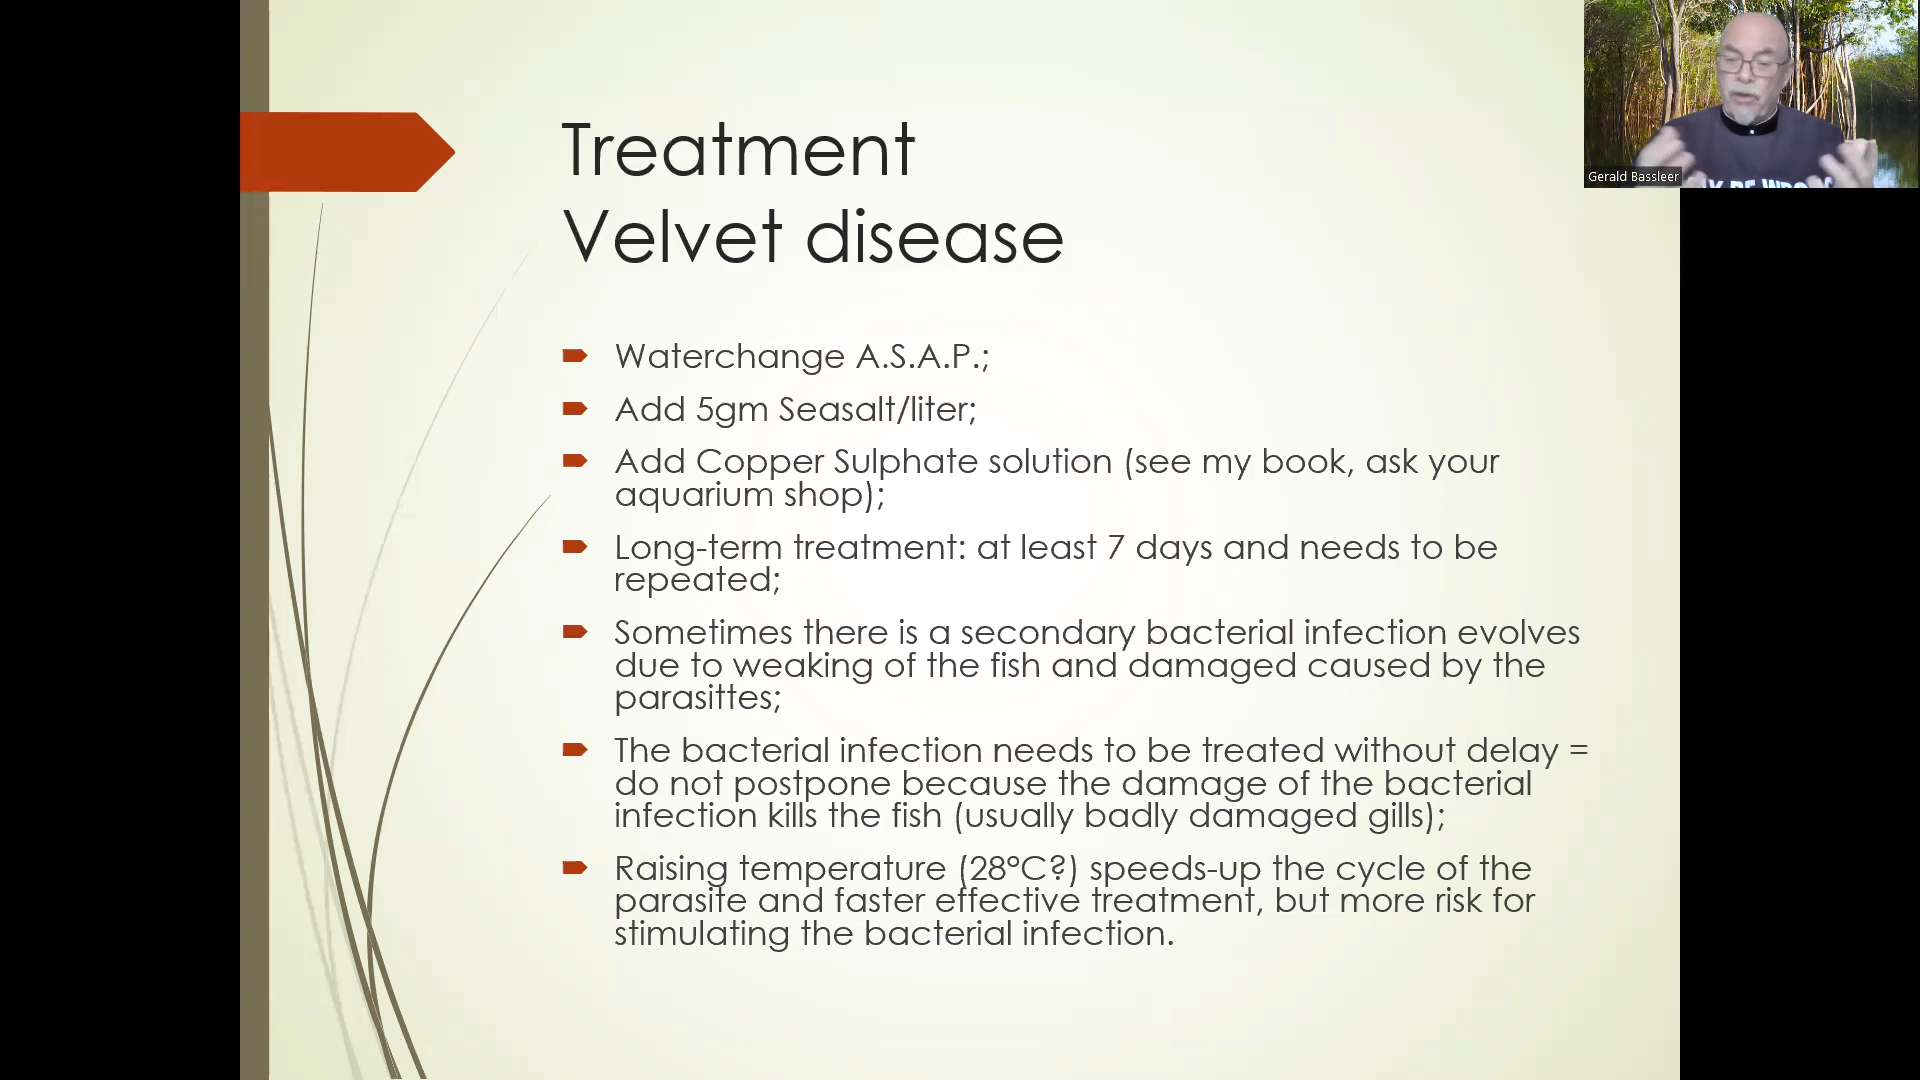 Treatment
Velvet disease
Waterchange A.S.A.P.;
Add 5gm Seasalt/liter;
Add Copper Sulphate solution (see my book, ask your
aquarium shop);
Long-term treatment: at least 7 days and needs to be
repeated;
Sometimes there is a secondary bacterial infection evolves
due to weaking of the fish and damaged caused by the
parasittes;
The bacterial infection needs to be treated without delay =
do not postpone because the damage of the bacterial
infection kills the fish (usually badly damaged gills);
Raising temperature (28°C?) speeds-up the cycle of the
parasite and faster effective treatment, but more risk for
stimulating the bacterial infection.
Gerald Bassleer